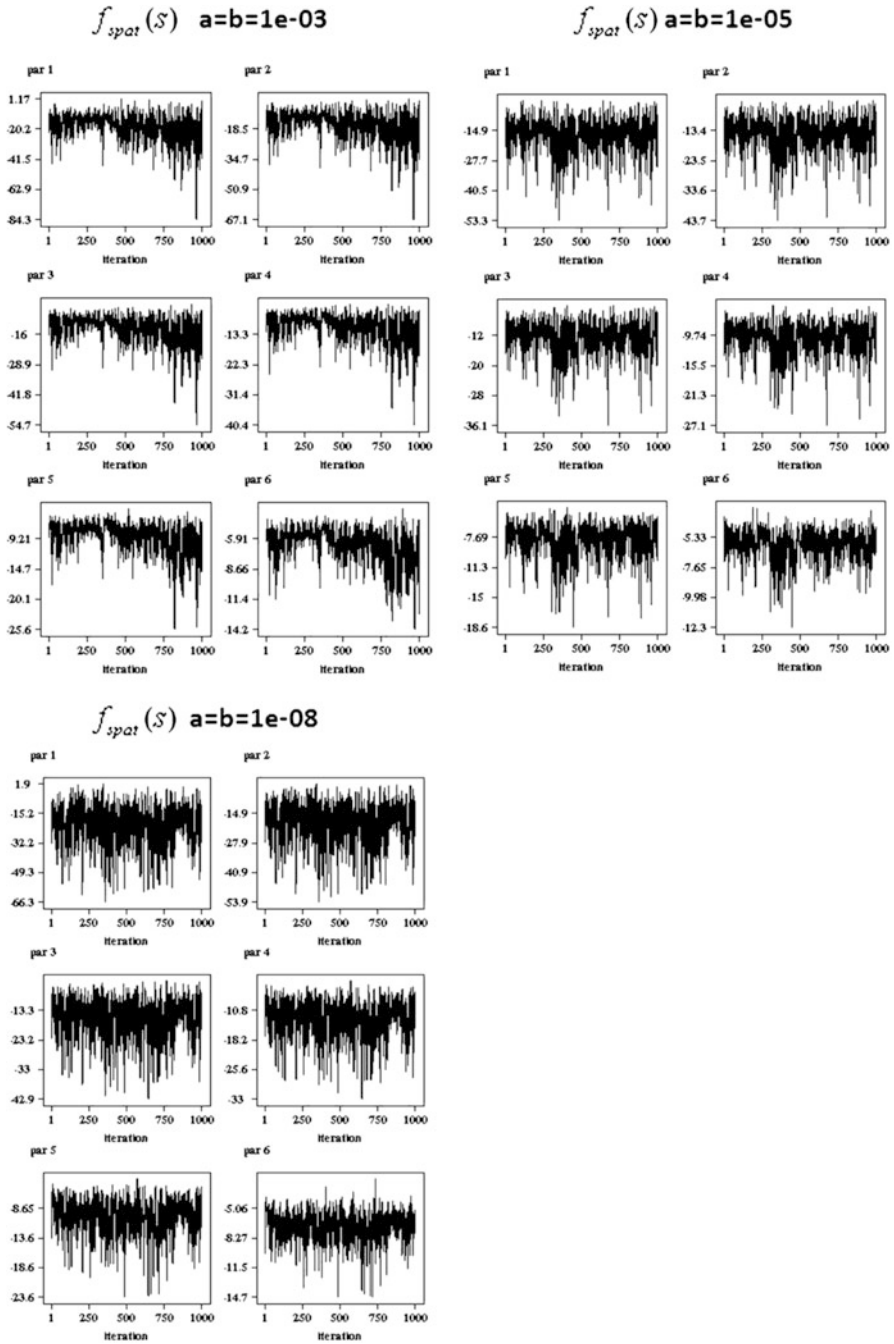 f_spat(s) a=b=1e-03
par 1
1.17
-20.2
-41.5
-62.9
-84.3
1 250 500 750 1000
iteration
par 2
-18.5
-34.7
-50.9
-67.1
1 250 500 750 1000
iteration
par 3
-16
-28.9
-41.8
-54.7
1 250 500 750 1000
iteration
par 4
-13.3
-22.3
-31.4
-40.4
1 250 500 750 1000
iteration
par 5
-9.21
-14.7
-20.1
-25.6
1 250 500 750 1000
iteration
par 6
-5.91
-8.66
-11.4
-14.2
1 250 500 750 1000
iteration
f_spat(s) a=b=1e-05
par 1
-14.9
-27.7
-40.5
-53.3
1 250 500 750 1000
iteration
par 2
-13.4
-23.5
-33.6
-43.7
1 250 500 750 1000
iteration
par 3
-12
-20
-28
-36.1
1 250 500 750 1000
iteration
par 4
-9.74
-15.5
-21.3
-27.1
1 250 500 750 1000
iteration
par 5
-7.69
-11.3
-15
-18.6
1 250 500 750 1000
iteration
par 6
-5.33
-7.65
-9.98
-12.3
1 250 500 750 1000
iteration
f_spat(s) a=b=1e-08
par 1
1.9
-15.2
-32.2
-49.3
-66.3
1 250 500 750 1000
iteration
par 2
-14.9
-27.9
-40.9
-53.9
1 250 500 750 1000
iteration
par 3
-13.3
-23.2
-33
-42.9
1 250 500 750 1000
iteration
par 4
-10.8
-18.2
-25.6
-33
1 250 500 750 1000
iteration
par 5
-8.65
-13.6
-18.6
-23.6
1 250 500 750 1000
iteration
par 6
-5.06
-8.27
-11.5
-14.7
1 250 500 750 1000
iteration